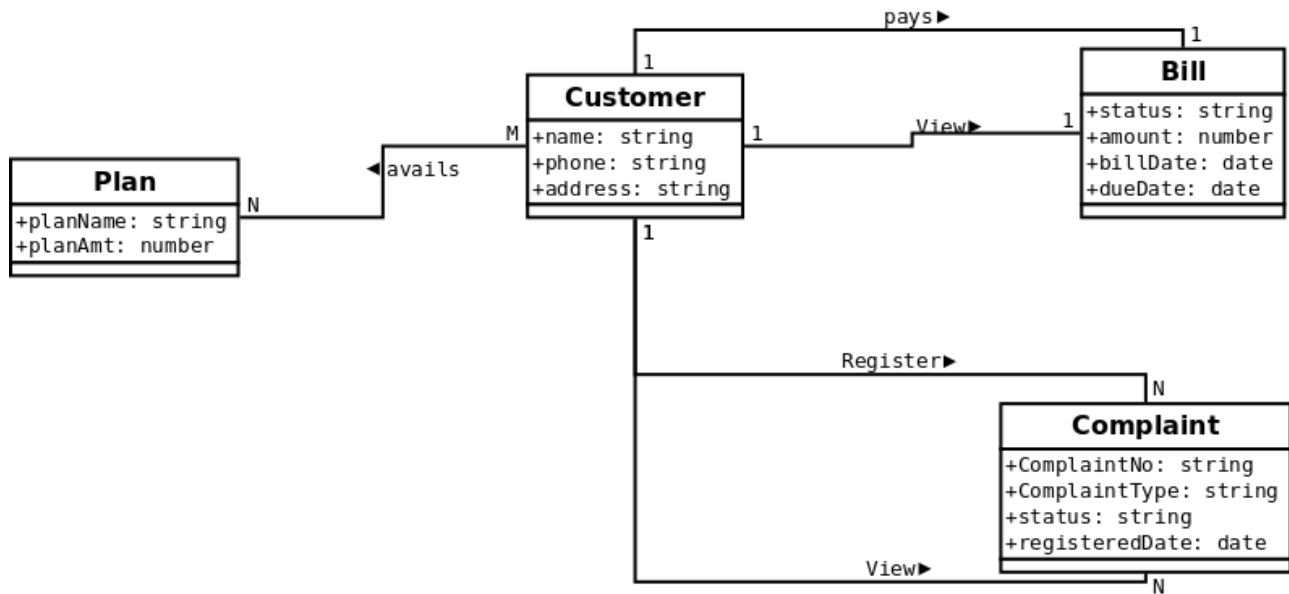 pays►
1
1
Customer
+name: string
+phone: string
+address: string
Bill
+status: string
+amount: number
+billDate: date
+dueDate: date
1
View►
1
M
◄avails
N
Plan
+planName: string
+planAmt: number
1
Register►
N
Complaint
+ComplaintNo: string
+ComplaintType: string
+status: string
+registeredDate: date
View►
N